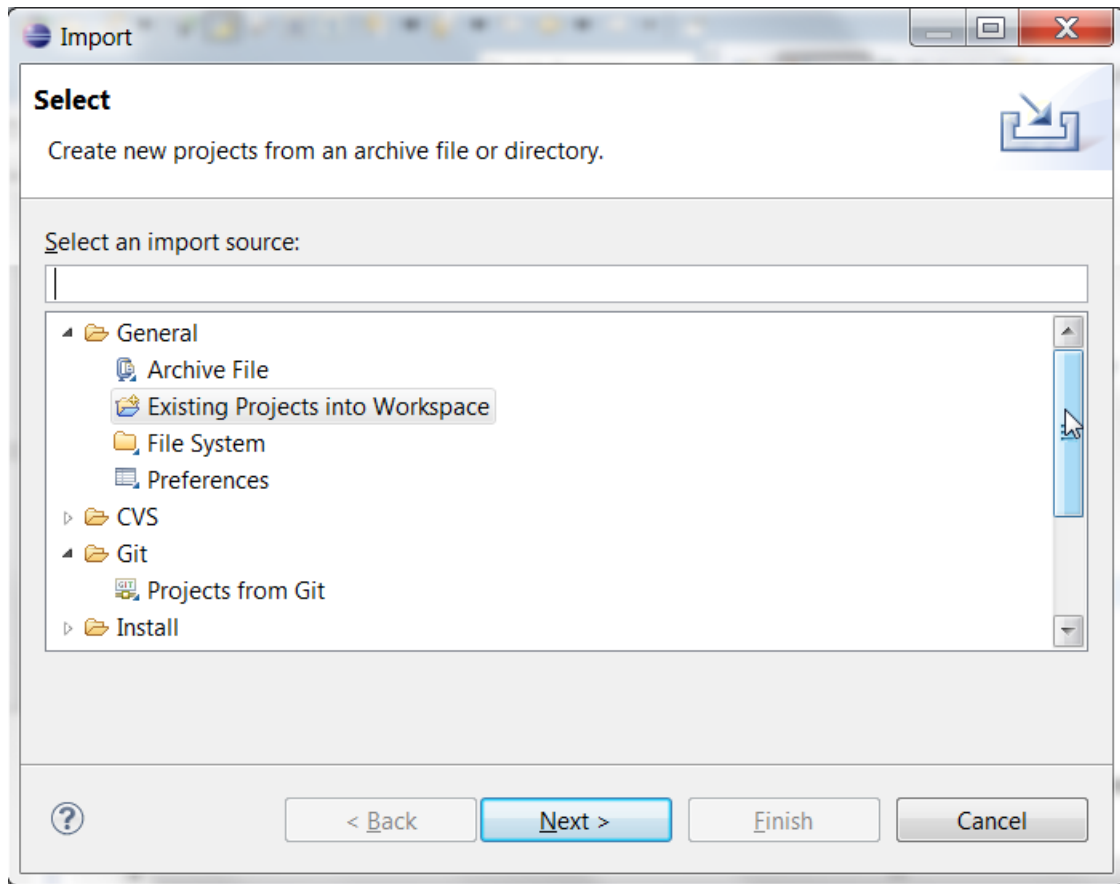 Import
Select
Create new projects from an archive file or directory.
Select an import source:
General
Archive File
Existing Projects into Workspace
File System
Preferences
CVS
Git
GIT Projects from Git
Install
? < Back Next > Finish Cancel